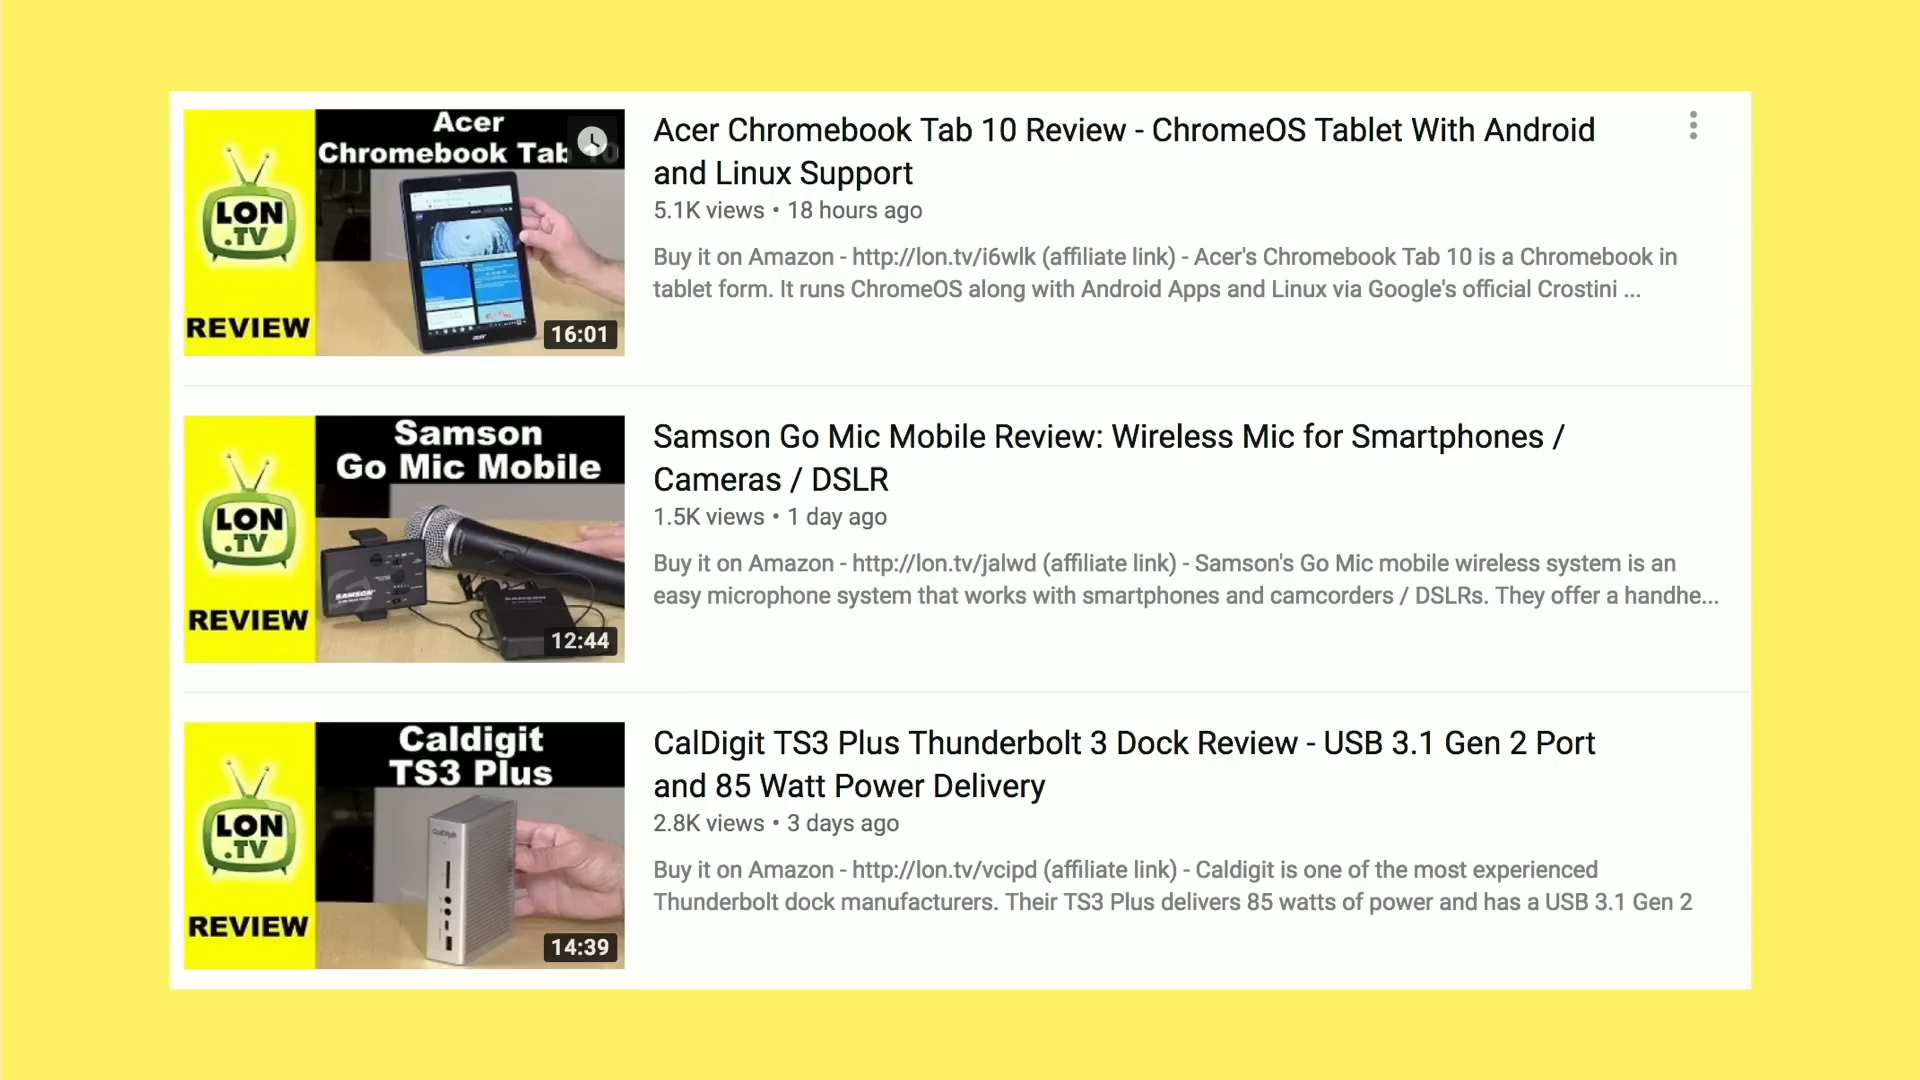 Acer
Chromebook Tab 10
LON
.TV
REVIEW
acer
16:01
Acer Chromebook Tab 10 Review - ChromeOS Tablet With Android
and Linux Support
5.1K views • 18 hours ago
Buy it on Amazon - http://lon.tv/i6wlk (affiliate link) - Acer's Chromebook Tab 10 is a Chromebook in
tablet form. It runs ChromeOS along with Android Apps and Linux via Google's official Crostini ...
Samson
Go Mic Mobile
LON
.TV
REVIEW
SAMSON
12:44
Samson Go Mic Mobile Review: Wireless Mic for Smartphones /
Cameras / DSLR
1.5K views • 1 day ago
Buy it on Amazon - http://lon.tv/jalwd (affiliate link) - Samson's Go Mic mobile wireless system is an
easy microphone system that works with smartphones and camcorders / DSLRs. They offer a handhe...
Caldigit
TS3 Plus
LON
.TV
REVIEW
CalDigit
14:39
CalDigit TS3 Plus Thunderbolt 3 Dock Review - USB 3.1 Gen 2 Port
and 85 Watt Power Delivery
2.8K views • 3 days ago
Buy it on Amazon - http://lon.tv/vcipd (affiliate link) - Caldigit is one of the most experienced
Thunderbolt dock manufacturers. Their TS3 Plus delivers 85 watts of power and has a USB 3.1 Gen 2